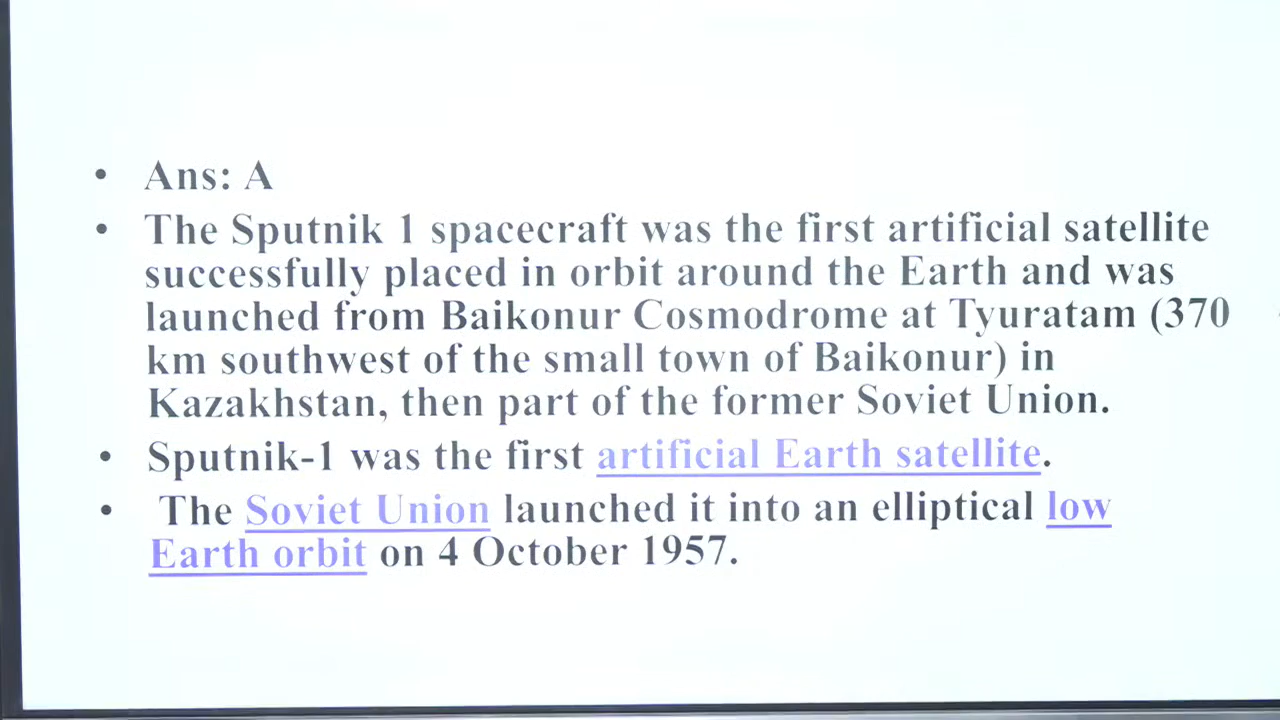 • Ans: A
• The Sputnik 1 spacecraft was the first artificial satellite
successfully placed in orbit around the Earth and was
launched from Baikonur Cosmodrome at Tyuratam (370
km southwest of the small town of Baikonur) in
Kazakhstan, then part of the former Soviet Union.
• Sputnik-1 was the first artificial Earth satellite.
• The Soviet Union launched it into an elliptical low
Earth orbit on 4 October 1957.